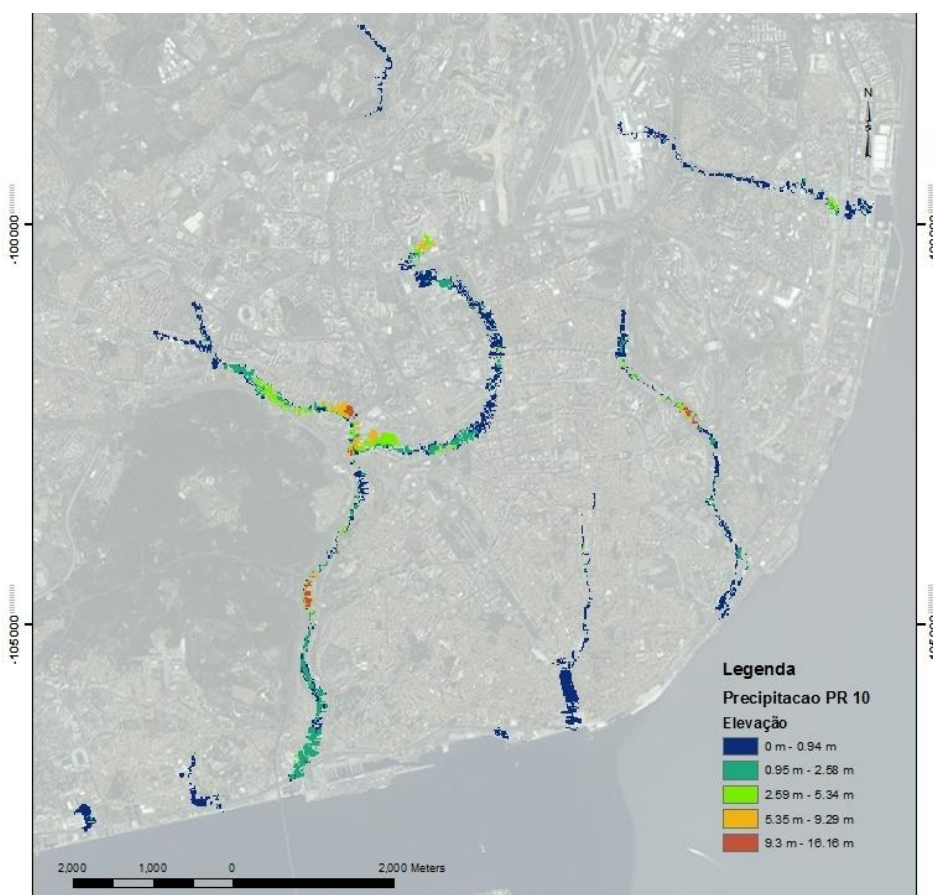 N
-100000
-100000
-105000
-105000
Legenda
Precipitacao PR 10
Elevação
0 m - 0.94 m
0.95 m - 2.58 m
2.59 m - 5.34 m
5.35 m - 9.29 m
9.3 m - 16.16 m
2,000 1,000 0 2,000 Meters